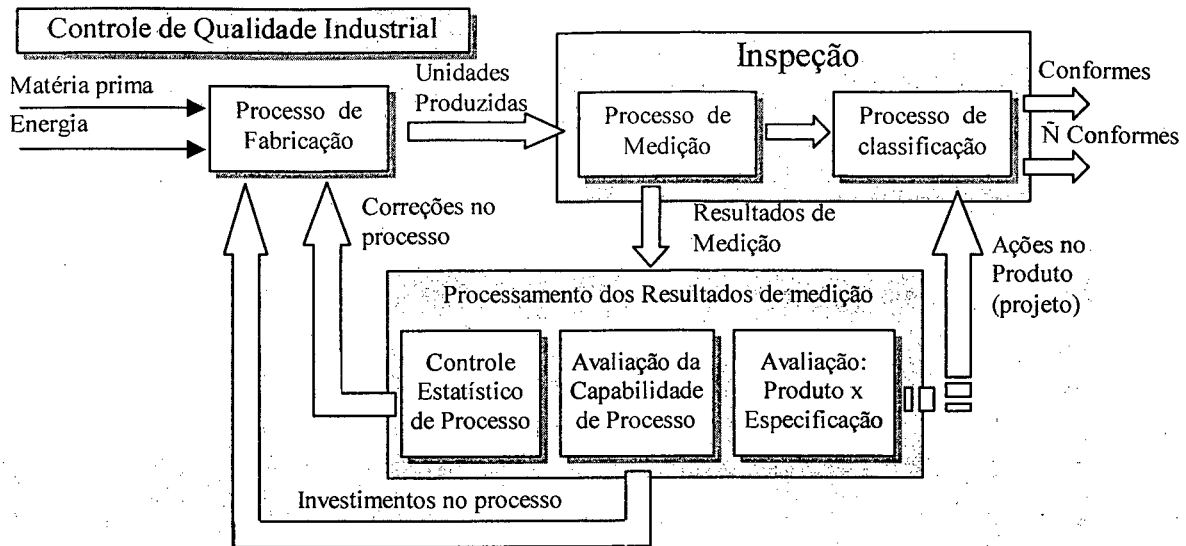 Controle de Qualidade Industrial
Matéria prima
Energia
Processo de
Fabricação
Unidades
Produzidas
Inspeção
Processo de
Medição
Processo de
classificação
Conformes
Ñ Conformes
Correções no
processo
Resultados de
Medição
Ações no
Produto
(projeto)
Processamento dos Resultados de medição
Controle
Estatístico
de Processo
Avaliação da
Capabilidade
de Processo
Avaliação:
Produto x
Especificação
Investimentos no processo